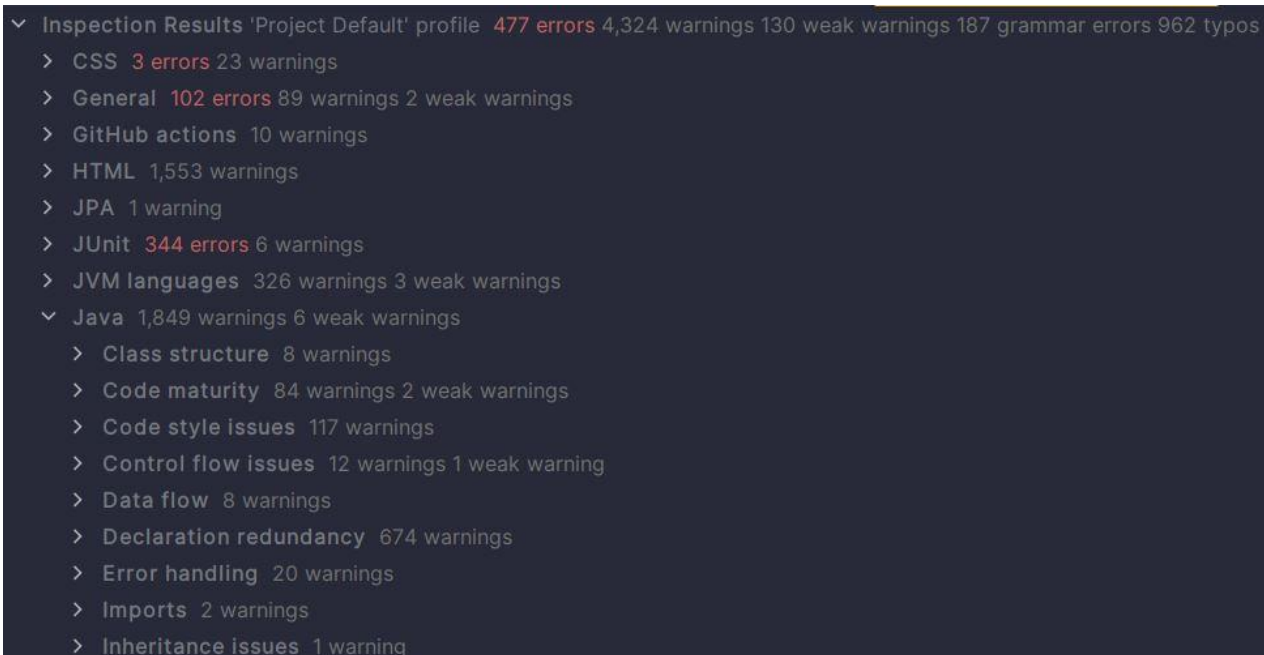 Inspection Results 'Project Default' profile 477 errors 4,324 warnings 130 weak warnings 187 grammar errors 962 typos
CSS 3 errors 23 warnings
General 102 errors 89 warnings 2 weak warnings
GitHub actions 10 warnings
HTML 1,553 warnings
JPA 1 warning
JUnit 344 errors 6 warnings
JVM languages 326 warnings 3 weak warnings
Java 1,849 warnings 6 weak warnings
Class structure 8 warnings
Code maturity 84 warnings 2 weak warnings
Code style issues 117 warnings
Control flow issues 12 warnings 1 weak warning
Data flow 8 warnings
Declaration redundancy 674 warnings
Error handling 20 warnings
Imports 2 warnings
Inheritance issues 1 warning